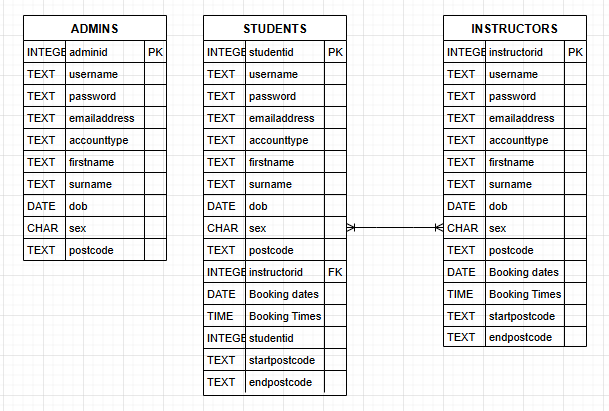 ADMINS
INTEGE adminid PK
TEXT username
TEXT password
TEXT emailaddress
TEXT accounttype
TEXT firstname
TEXT surname
DATE dob
CHAR sex
TEXT postcode
STUDENTS
INTEGE studentid PK
TEXT username
TEXT password
TEXT emailaddress
TEXT accounttype
TEXT firstname
TEXT surname
DATE dob
CHAR sex
TEXT postcode
INTEGE instructorid FK
DATE Booking dates
TIME Booking Times
INTEGE studentid
TEXT startpostcode
TEXT endpostcode
INSTRUCTORS
INTEGE instructorid PK
TEXT username
TEXT password
TEXT emailaddress
TEXT accounttype
TEXT firstname
TEXT surname
DATE dob
CHAR sex
TEXT postcode
DATE Booking dates
TIME Booking Times
TEXT startpostcode
TEXT endpostcode